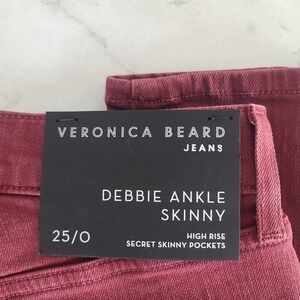 VERONICA BEARD
JEANS
DEBBIE ANKLE
SKINNY
25/0
HIGH RISE
SECRET SKINNY POCKETS